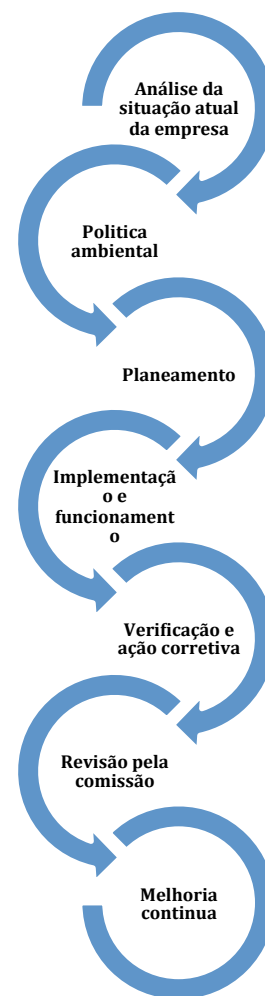 Análise da
situação atual
da empresa
Politica
ambiental
Planeamento
Implementaçã
o e
funcionament
o
Verificação e
ação corretiva
Revisão pela
comissão
Melhoria
continua